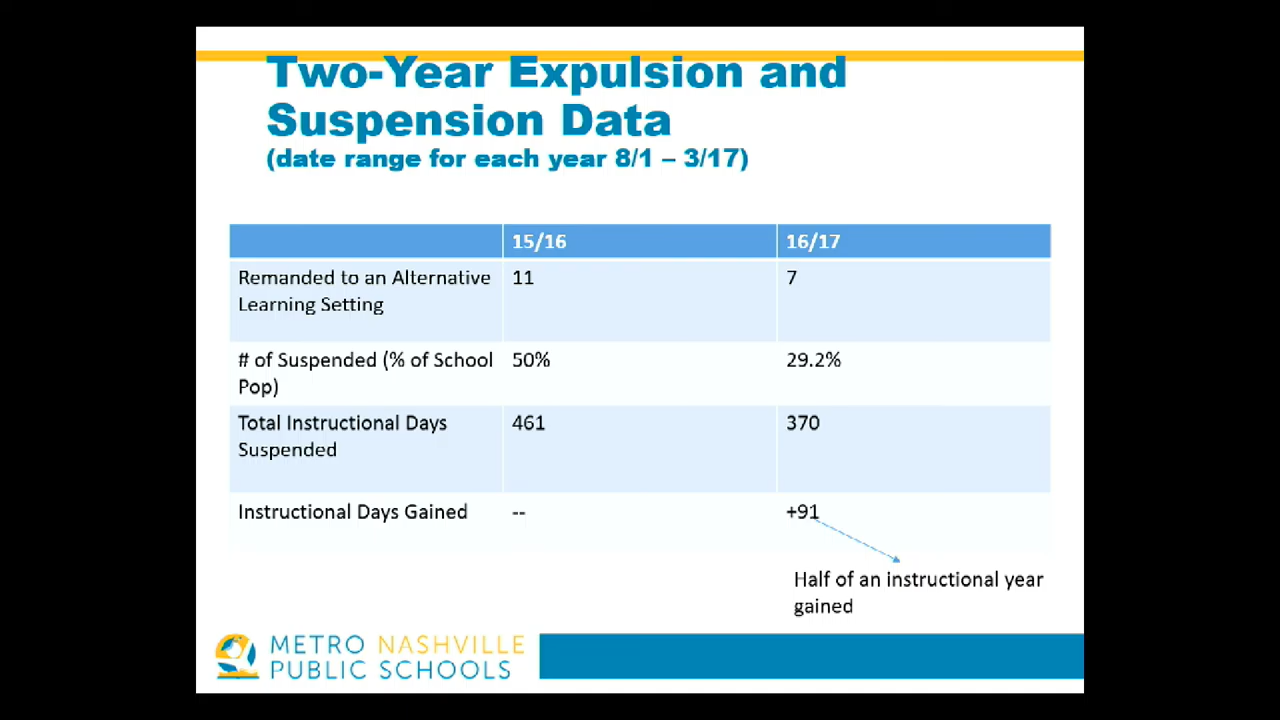 Two-Year Expulsion and
Suspension Data
(date range for each year 8/1 – 3/17)
15/16 16/17
Remanded to an Alternative 11 7
Learning Setting
# of Suspended (% of School 50% 29.2%
Pop)
Total Instructional Days 461 370
Suspended
Instructional Days Gained -- +91
Half of an instructional year
gained
METRO NASHVILLE
PUBLIC SCHOOLS